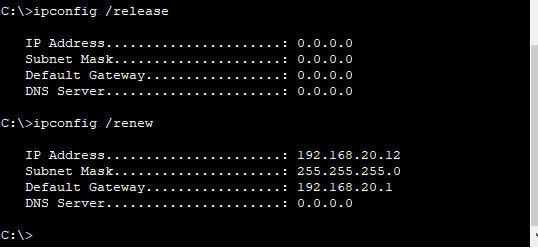 C:\>ipconfig /release
IP Address......................: 0.0.0.0
Subnet Mask.....................: 0.0.0.0
Default Gateway.................: 0.0.0.0
DNS Server......................: 0.0.0.0
C:\>ipconfig /renew
IP Address......................: 192.168.20.12
Subnet Mask.....................: 255.255.255.0
Default Gateway.................: 192.168.20.1
DNS Server......................: 0.0.0.0
C:\>